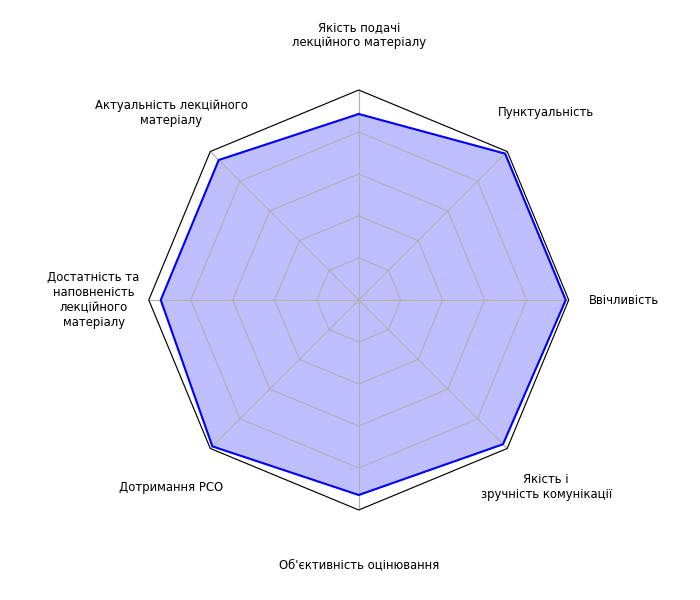 Якість подачі
лекційного матеріалу
Актуальність лекційного
матеріалу
Пунктуальність
Достатність та
наповненість
лекційного
матеріалу
Ввічливість
Дотримання РСО
Якість і
зручність комунікації
Об'єктивність оцінювання